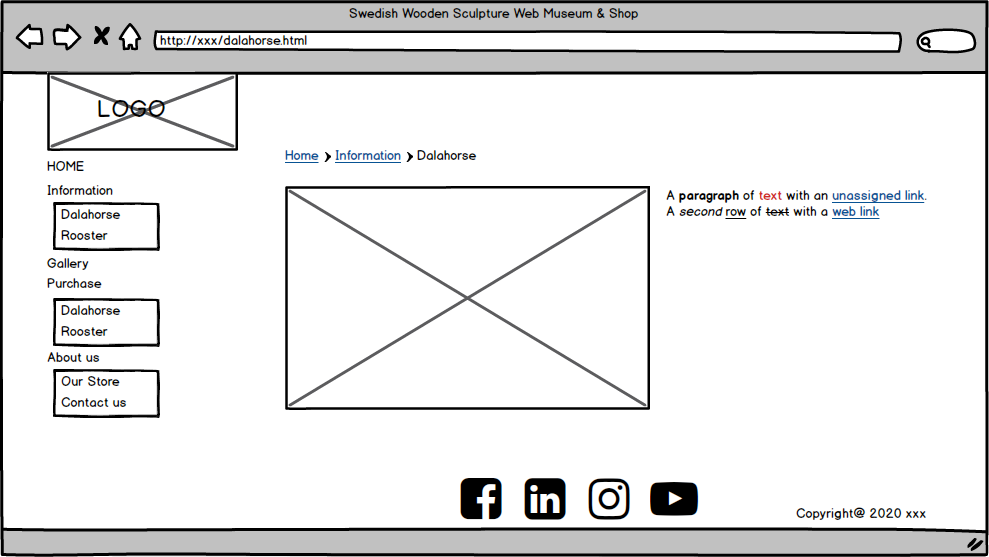 Swedish Wooden Sculpture Web Museum & Shop
http://xxx/dalahorse.html
LOGO
HOME
Information
Dalahorse
Rooster
Gallery
Purchase
Dalahorse
Rooster
About us
Our Store
Contact us
Home › Information › Dalahorse
A paragraph of text with an unassigned link.
A second row of text with a web link
in
Copyright@ 2020 xxx